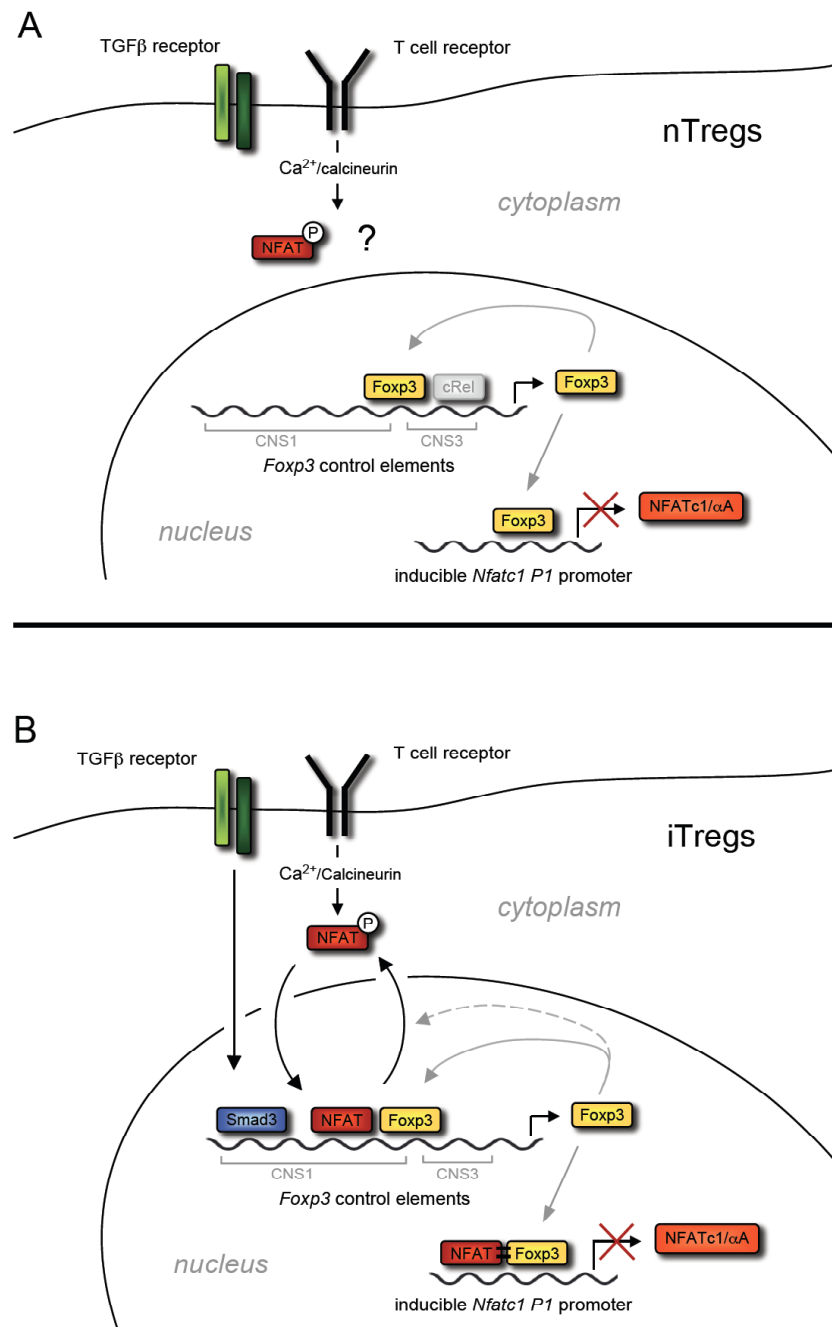 A
TGFβ receptor
T cell receptor
nTregs
Ca²⁺/calcineurin
cytoplasm
P
NFAT
?
Foxp3
cRel
Foxp3
CNS1
CNS3
Foxp3 control elements
nucleus
Foxp3
NFATc1/αA
inducible Nfatc1 P1 promoter
B
TGFβ receptor
T cell receptor
iTregs
Ca²⁺/Calcineurin
cytoplasm
P
NFAT
Smad3
NFAT
Foxp3
Foxp3
CNS1
CNS3
Foxp3 control elements
nucleus
NFAT
Foxp3
NFATc1/αA
inducible Nfatc1 P1 promoter